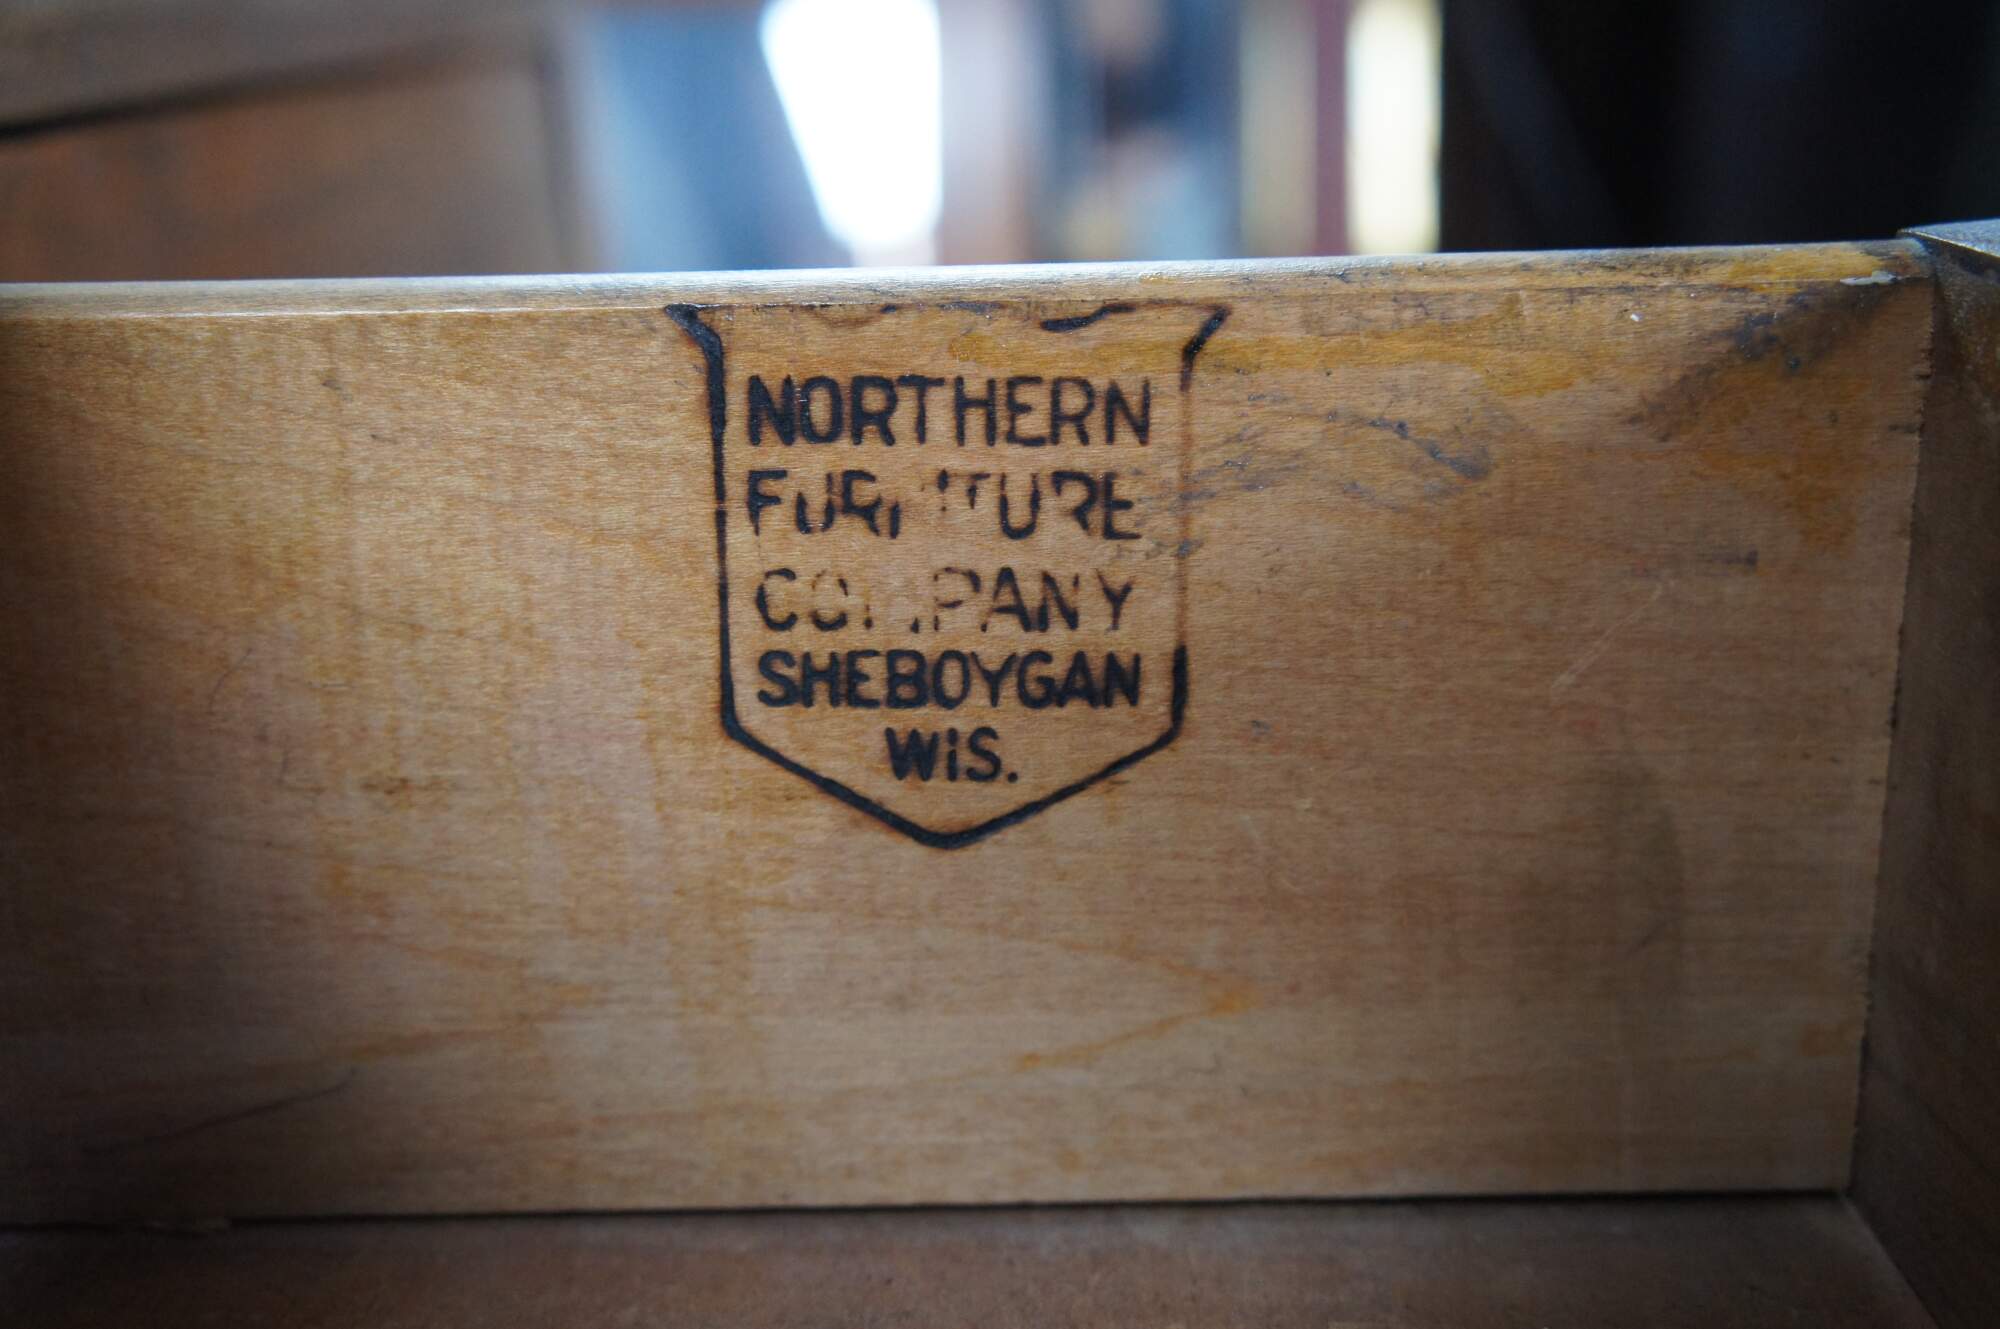 NORTHERN
FURNITURE
COMPANY
SHEBOYGAN
WIS.